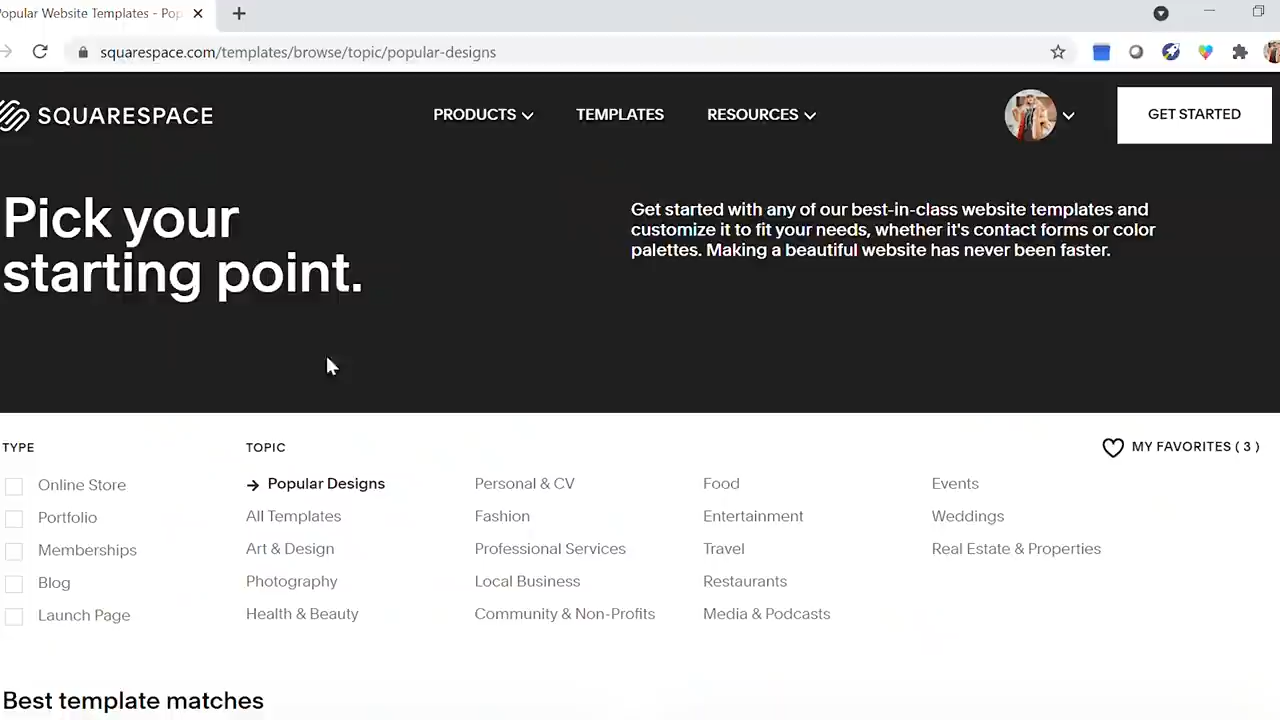 Popular Website Templates - Pop
squarespace.com/templates/browse/topic/popular-designs
SQUARESPACE
PRODUCTS
TEMPLATES
RESOURCES
GET STARTED
Pick your
starting point.
Get started with any of our best-in-class website templates and
customize it to fit your needs, whether it's contact forms or color
palettes. Making a beautiful website has never been faster.
TYPE
Online Store
Portfolio
Memberships
Blog
Launch Page
TOPIC
Popular Designs
All Templates
Art & Design
Photography
Health & Beauty
Personal & CV
Fashion
Professional Services
Local Business
Community & Non-Profits
Food
Entertainment
Travel
Restaurants
Media & Podcasts
Events
Weddings
Real Estate & Properties
MY FAVORITES ( 3 )
Best template matches